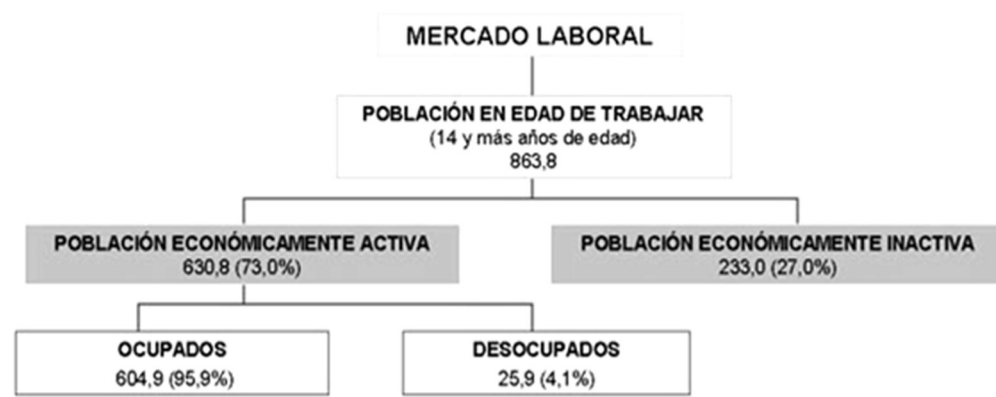 MERCADO LABORAL
POBLACIÓN EN EDAD DE TRABAJAR
(14 y más años de edad)
863,8
POBLACIÓN ECONÓMICAMENTE ACTIVA
630,8 (73,0%)
POBLACIÓN ECONÓMICAMENTE INACTIVA
233,0 (27,0%)
OCUPADOS
604,9 (95,9%)
DESOCUPADOS
25,9 (4,1%)